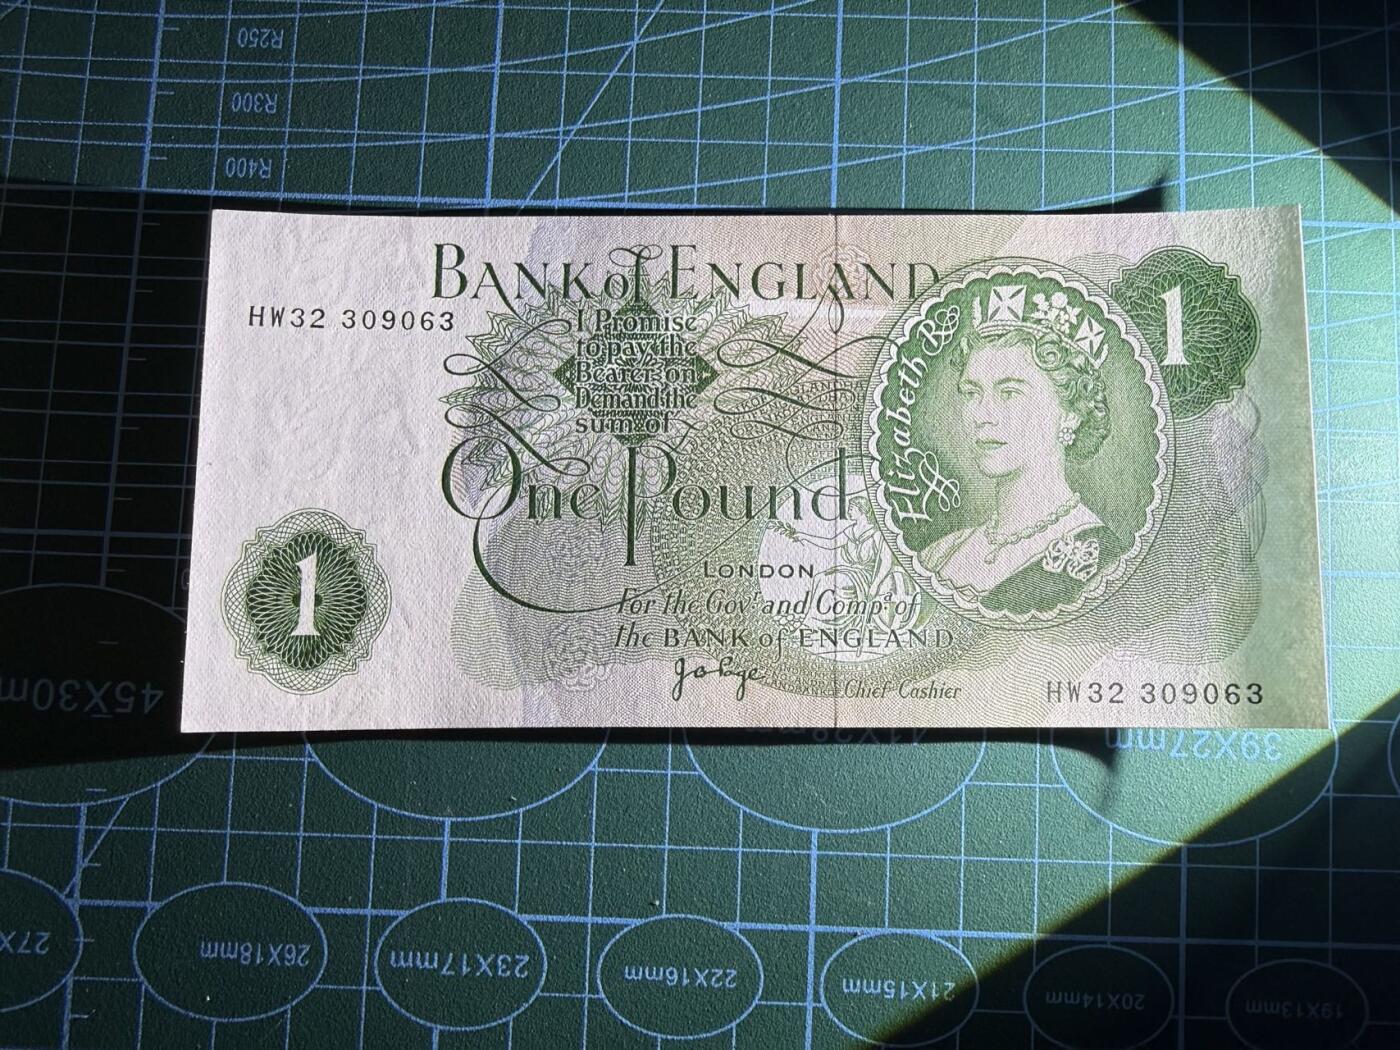 R250
R300
R400
BANK of ENGLAND
1
HW32 309063
I Promise
to pay the
Bearer on
Demand the
sum of
One Pound
Elizabeth R
1
LONDON
For the Govr and Compa of
the BANK of ENGLAND
Chief Cashier
HW32 309063
45X30m
39X27mm
27X
26X18mm
23X17mm
22X16mm
21X15mm
20X14mm
19X13mm